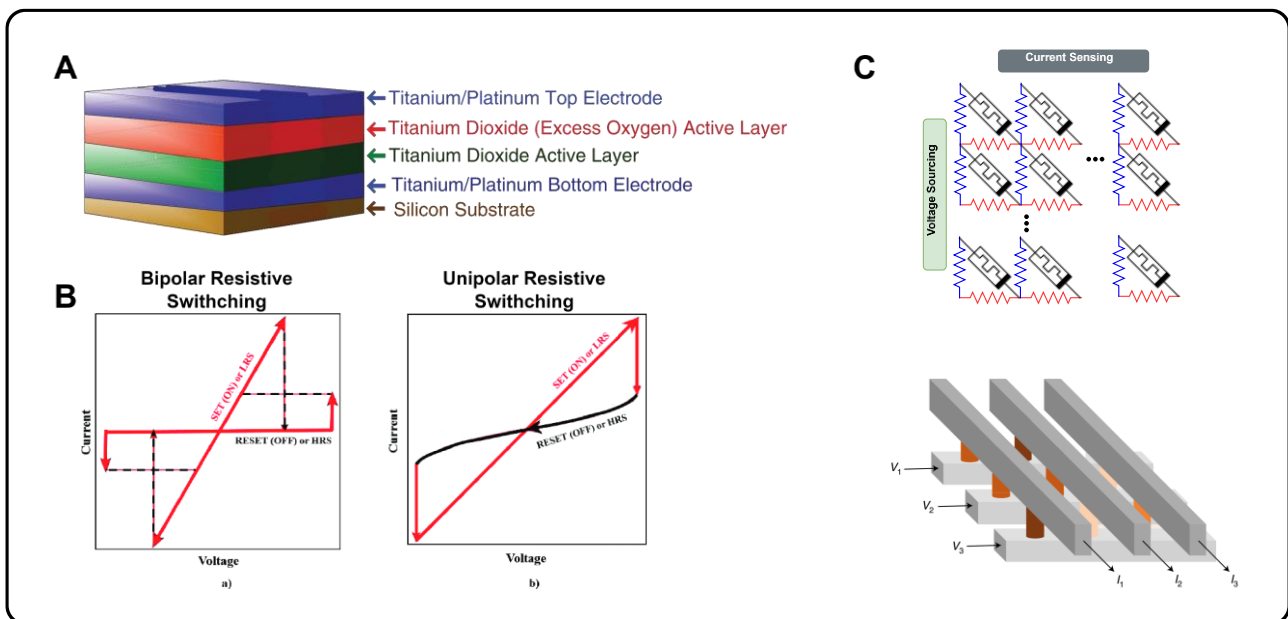 A
Titanium/Platinum Top Electrode
Titanium Dioxide (Excess Oxygen) Active Layer
Titanium Dioxide Active Layer
Titanium/Platinum Bottom Electrode
Silicon Substrate
B
Bipolar Resistive
Swithching
Current
SET (ON) or LRS
RESET (OFF) or HRS
Voltage
a)
Unipolar Resistive
Swithching
Current
SET (ON) or LRS
RESET (OFF) or HRS
Voltage
b)
C
Current Sensing
Voltage Sourcing
V1
V2
V3
I1
I2
I3